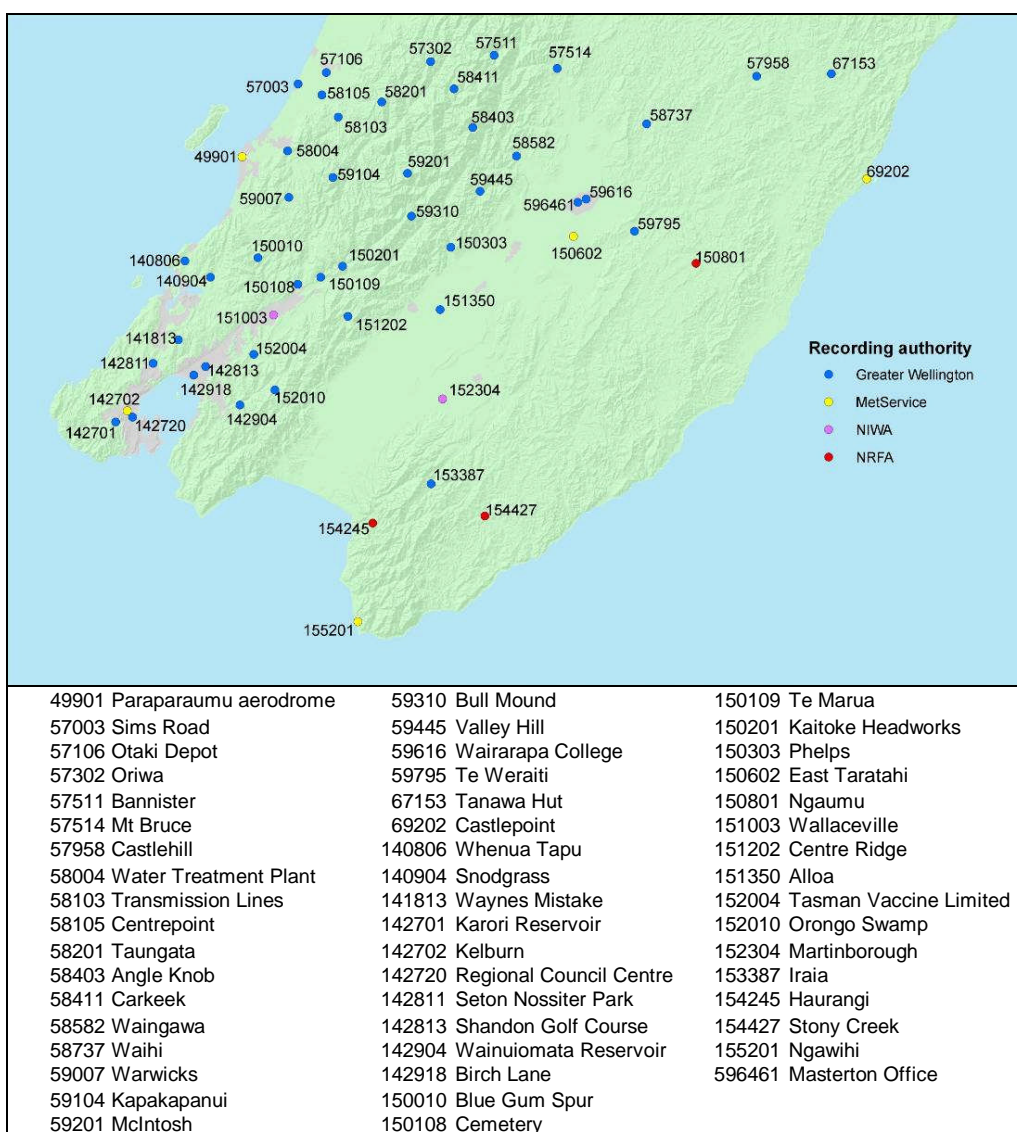 57511
57302
57514
57106
57958
67153
57003
58411
58105
58201
58103
58403
58737
58004
58582
49901
59201
69202
59104
59445
59616
59007
596461
59310
59795
150010
150201
150303
150602
150801
140806
140904
150108
150109
151350
151003
151202
141813
152004
142811
142813
142918
152304
142702
152010
142904
142701
142720
153387
154427
154245
155201
Recording authority
Greater Wellington
MetService
NIWA
NRFA
49901 Paraparaumu aerodrome
57003 Sims Road
57106 Otaki Depot
57302 Oriwa
57511 Bannister
57514 Mt Bruce
57958 Castlehill
58004 Water Treatment Plant
58103 Transmission Lines
58105 Centrepoint
58201 Taungata
58403 Angle Knob
58411 Carkeek
58582 Waingawa
58737 Waihi
59007 Warwicks
59104 Kapakapanui
59201 McIntosh
59310 Bull Mound
59445 Valley Hill
59616 Wairarapa College
59795 Te Weraiti
67153 Tanawa Hut
69202 Castlepoint
140806 Whenua Tapu
140904 Snodgrass
141813 Waynes Mistake
142701 Karori Reservoir
142702 Kelburn
142720 Regional Council Centre
142811 Seton Nossiter Park
142813 Shandon Golf Course
142904 Wainuiomata Reservoir
142918 Birch Lane
150010 Blue Gum Spur
150108 Cemetery
150109 Te Marua
150201 Kaitoke Headworks
150303 Phelps
150602 East Taratahi
150801 Ngaumu
151003 Wallaceville
151202 Centre Ridge
151350 Alloa
152004 Tasman Vaccine Limited
152010 Orongo Swamp
152304 Martinborough
153387 Iraia
154245 Haurangi
154427 Stony Creek
155201 Ngawihi
596461 Masterton Office